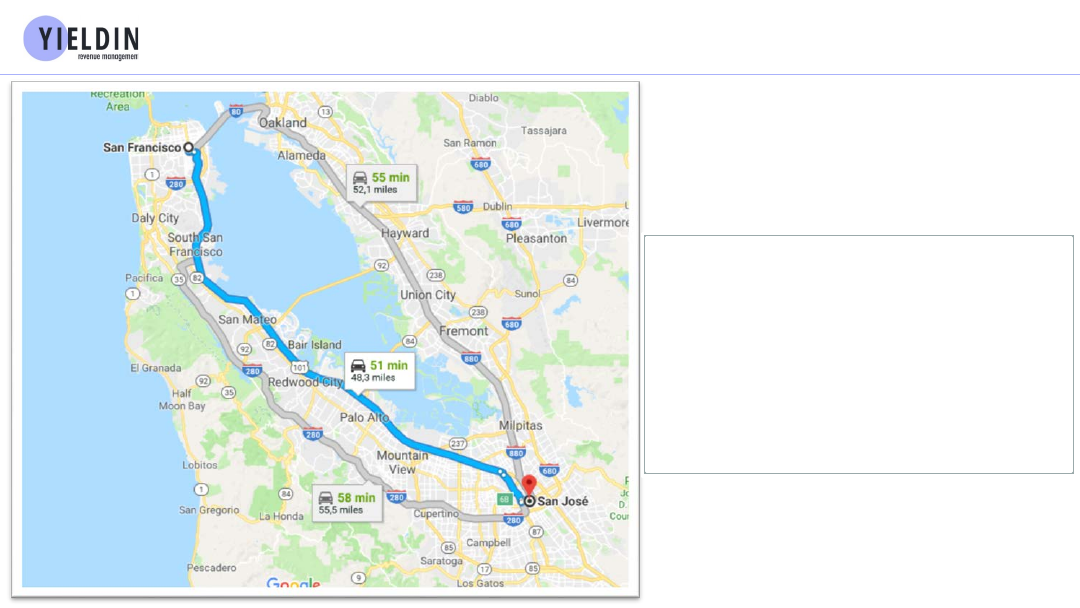 YIELDIN
revenue management
Recreation
Area
80
13
Diablo
Oakland
Tassajara
San Francisco
San Ramón
Alameda
680
1
280
55 min
52,1 miles
580
Dublin
Daly City
680
Livermore
South San
Francisco
Hayward
Pleasanton
92
238
Pacifica
35
82
84
1
Union City
Sunol
238
San Mateo
680
Fremont
82
Bair Island
84
92
880
101
51 min
48,3 miles
El Granada
280
92
Redwood City
Half
Moon Bay
35
Palo Alto
Milpitas
280
237
880
Mountain
View
Lobitos
680
1
84
58 min
55,5 miles
280
68
San José
San Gregorio
La Honda
Cupertino
280
87
Campbell
85
Saratoga
Pescadero
9
17
85
Google
Los Gatos